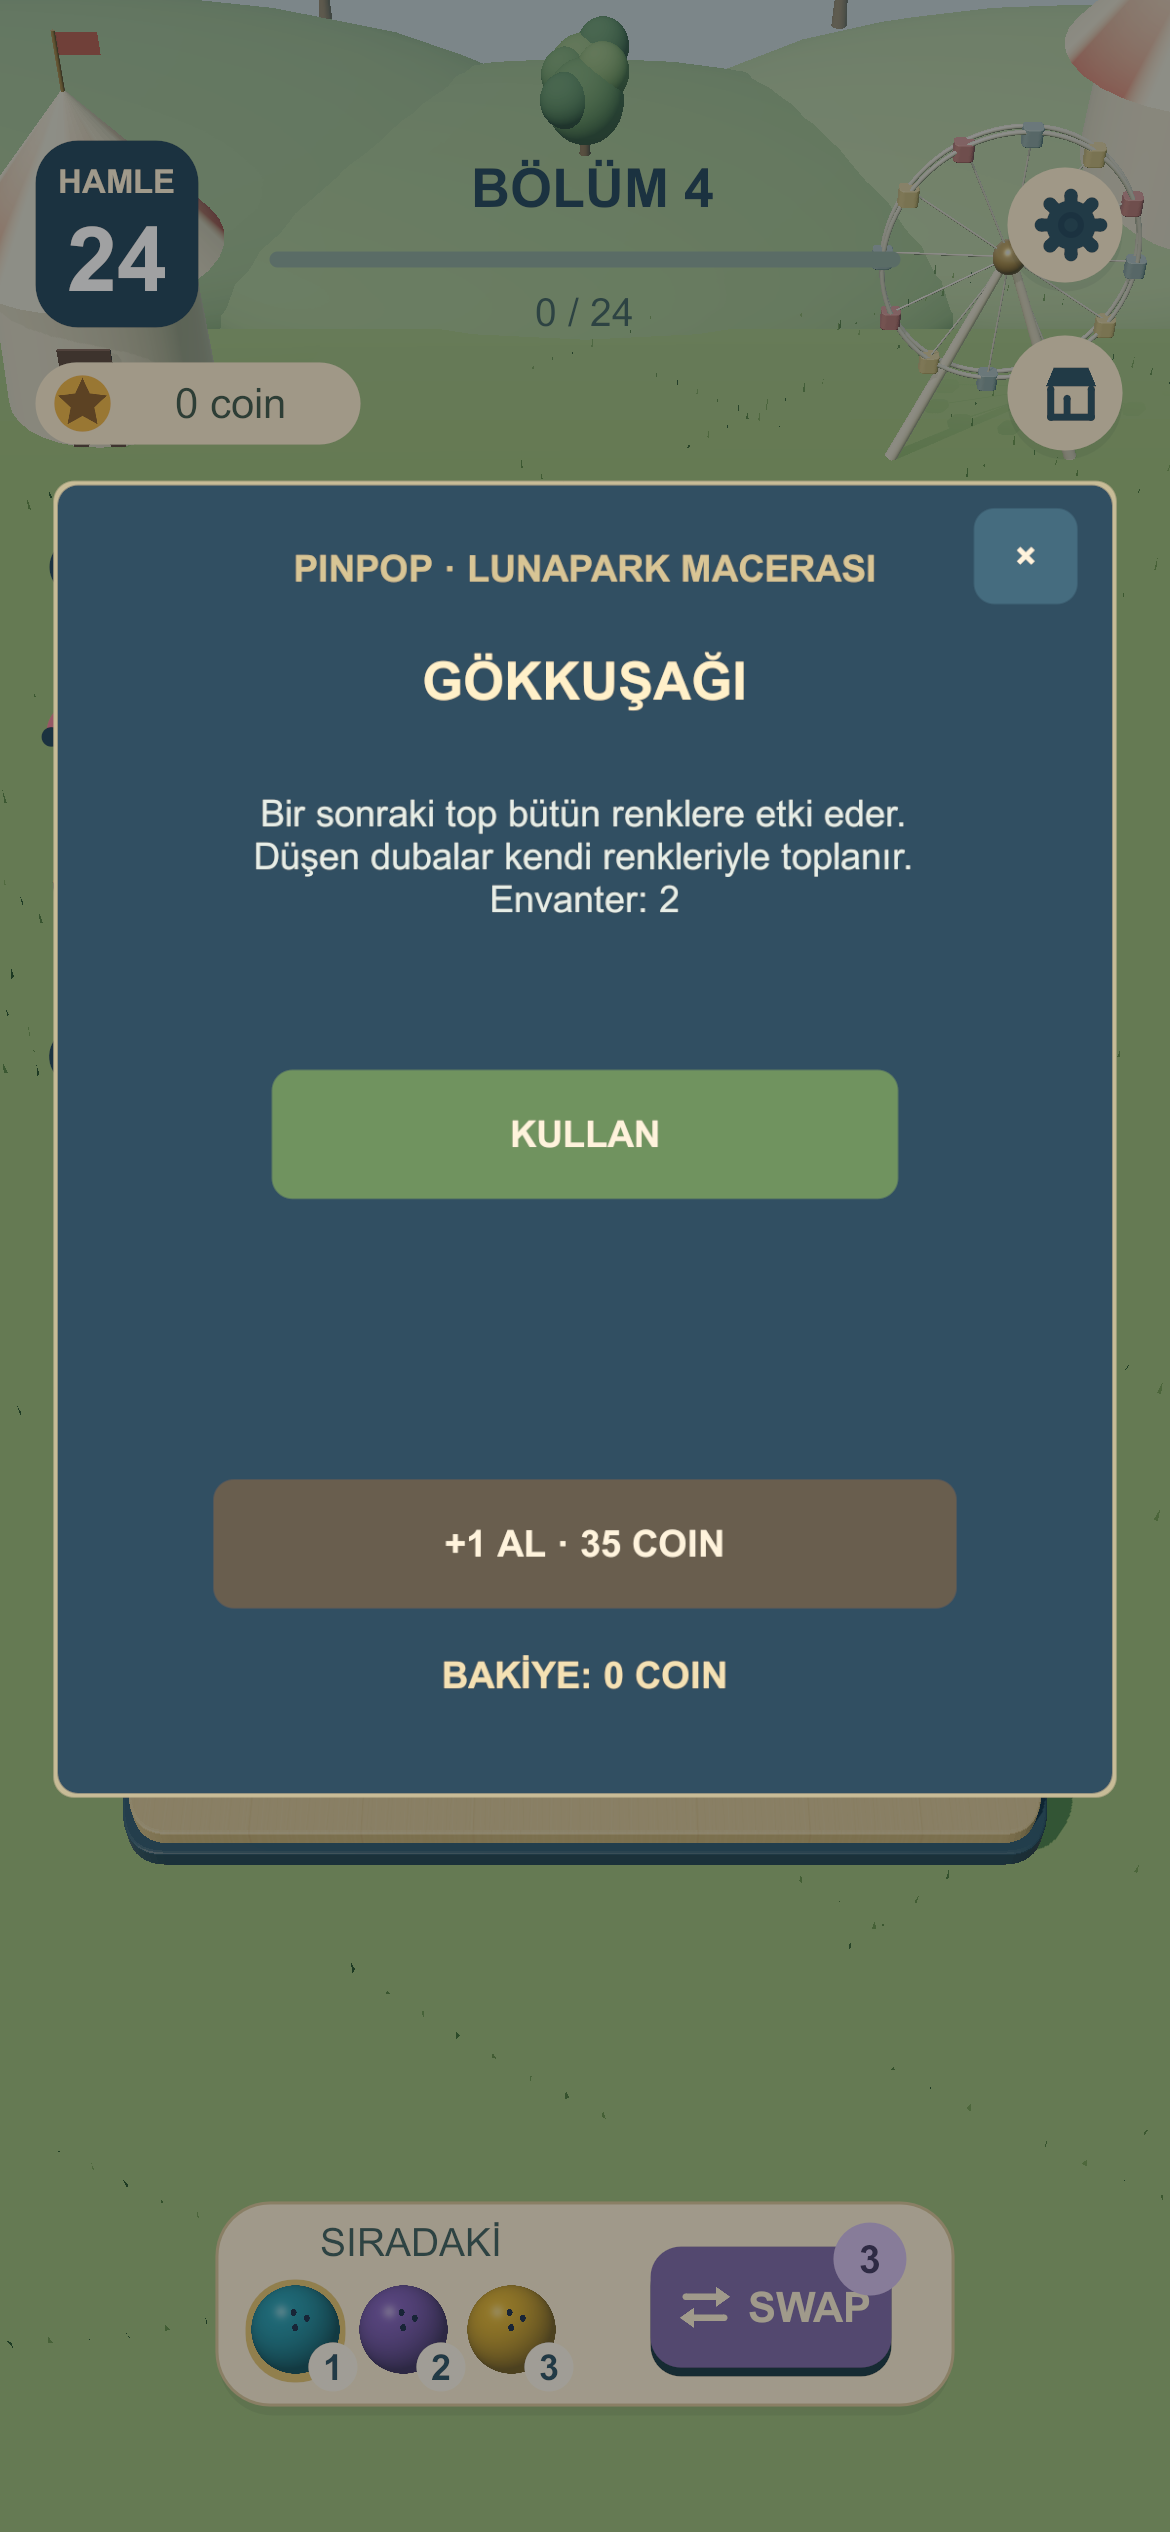 HAMLE
24
BÖLÜM 4
0 / 24
0 coin
PINPOP · LUNAPARK MACERASI
×
GÖKKUŞAĞI
Bir sonraki top bütün renklere etki eder.
Düşen dubalar kendi renkleriyle toplanır.
Envanter: 2
KULLAN
+1 AL · 35 COIN
BAKİYE: 0 COIN
SIRADAKİ
1
2
3
SWAP
3